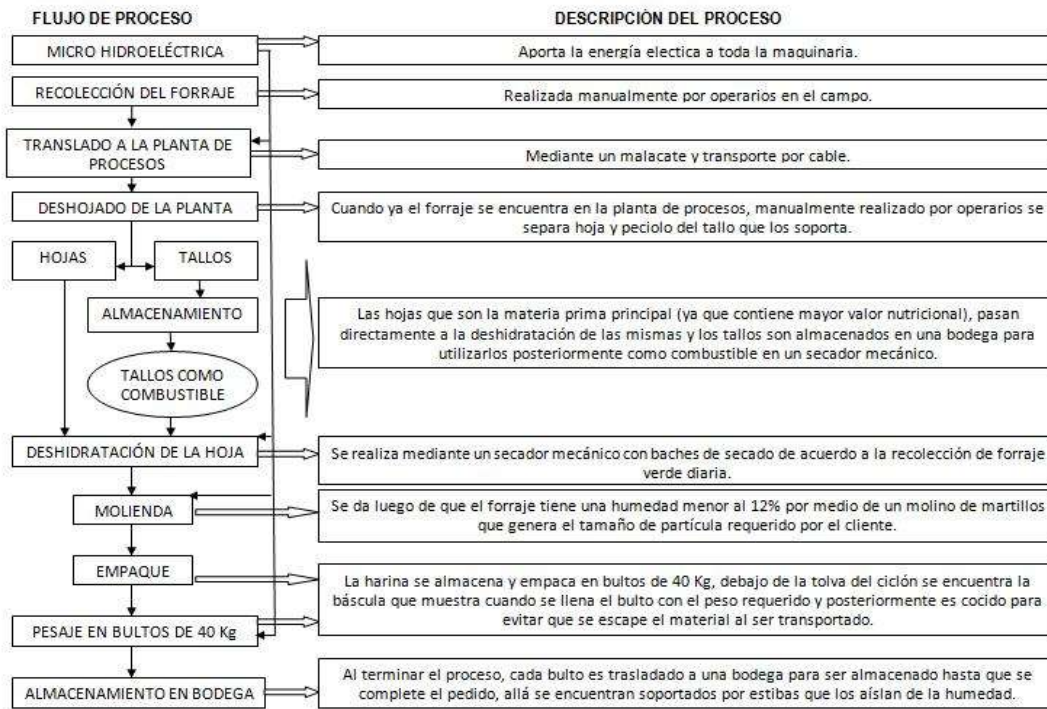 FLUJO DE PROCESO
DESCRIPCIÒN DEL PROCESO
MICRO HIDROELÉCTRICA
Aporta la energía electica a toda la maquinaria.
RECOLECCIÓN DEL FORRAJE
Realizada manualmente por operarios en el campo.
TRANSLADO A LA PLANTA DE
PROCESOS
Mediante un malacate y transporte por cable.
DESHOJADO DE LA PLANTA
Cuando ya el forraje se encuentra en la planta de procesos, manualmente realizado por operarios se
separa hoja y peciolo del tallo que los soporta.
HOJAS
TALLOS
ALMACENAMIENTO
Las hojas que son la materia prima principal (ya que contiene mayor valor nutricional), pasan
directamente a la deshidratación de las mismas y los tallos son almacenados en una bodega para
utilizarlos posteriormente como combustible en un secador mecánico.
TALLOS COMO
COMBUSTIBLE
DESHIDRATACIÓN DE LA HOJA
Se realiza mediante un secador mecánico con baches de secado de acuerdo a la recolección de forraje
verde diaria.
MOLIENDA
Se da luego de que el forraje tiene una humedad menor al 12% por medio de un molino de martillos
que genera el tamaño de partícula requerido por el cliente.
EMPAQUE
La harina se almacena y empaca en bultos de 40 Kg, debajo de la tolva del ciclón se encuentra la
báscula que muestra cuando se llena el bulto con el peso requerido y posteriormente es cocido para
evitar que se escape el material al ser transportado.
PESAJE EN BULTOS DE 40 Kg
ALMACENAMIENTO EN BODEGA
Al terminar el proceso, cada bulto es trasladado a una bodega para ser almacenado hasta que se
complete el pedido, allá se encuentran soportados por estibas que los aíslan de la humedad.